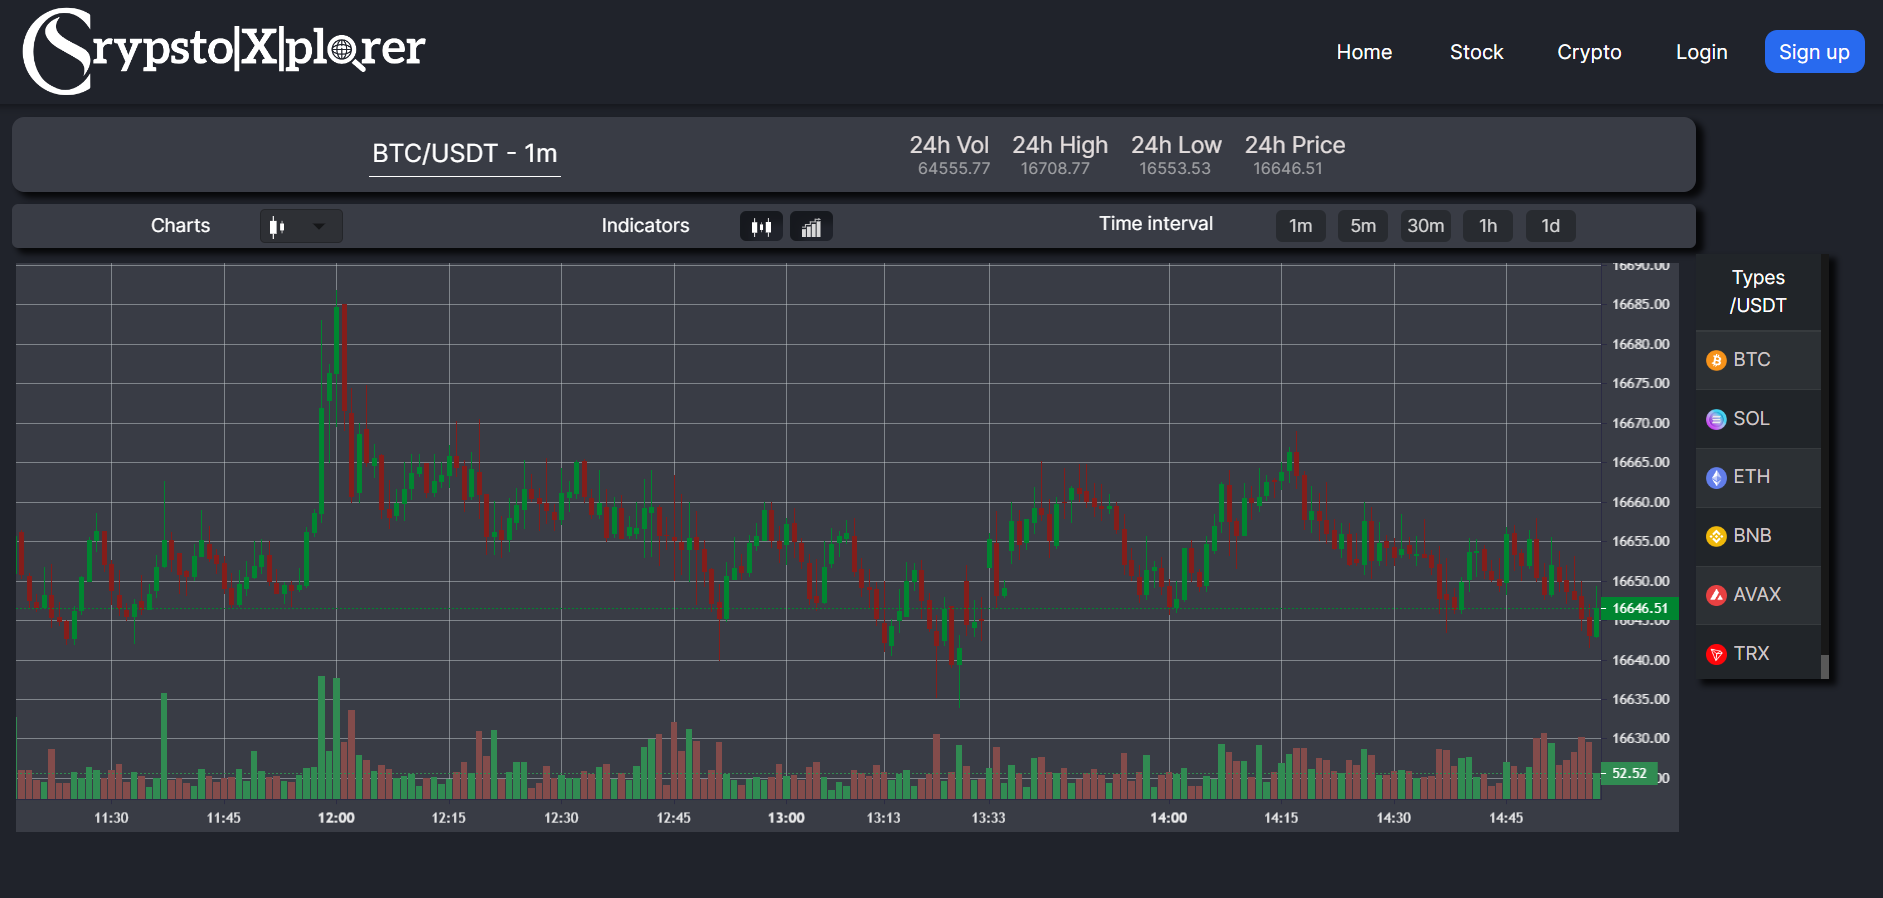 Crypsto|X|plorer
Home Stock Crypto Login Sign up
BTC/USDT - 1m
24h Vol 24h High 24h Low 24h Price
64555.77 16708.77 16553.53 16646.51
Charts Indicators Time interval 1m 5m 30m 1h 1d
16690.00
16685.00
16680.00
16675.00
16670.00
16665.00
16660.00
16655.00
16650.00
16646.51
16645.00
16640.00
16635.00
16630.00
52.52
11:30 11:45 12:00 12:15 12:30 12:45 13:00 13:13 13:33 14:00 14:15 14:30 14:45
Types
/USDT
BTC
SOL
ETH
BNB
AVAX
TRX